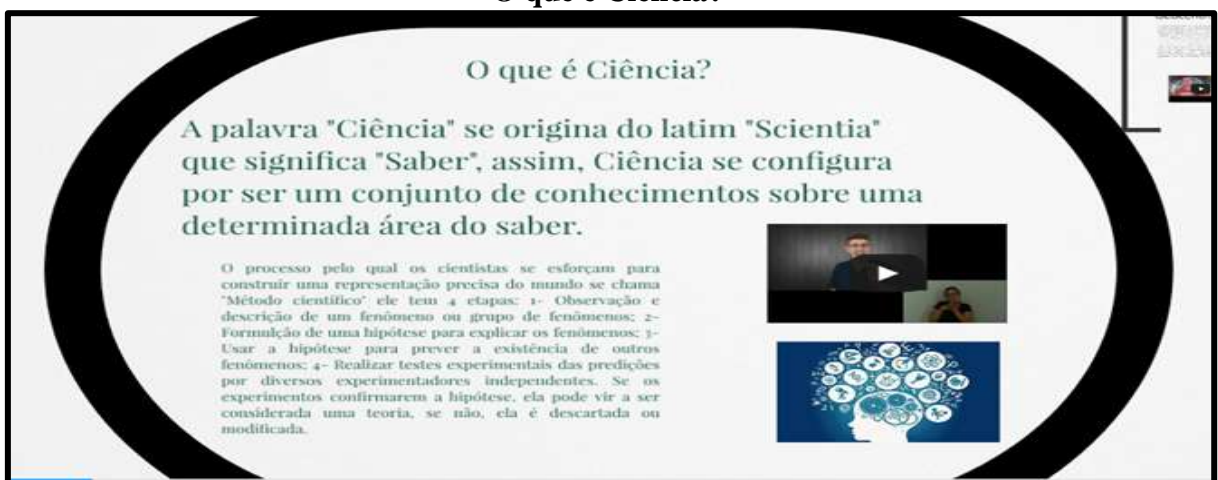 O que é Ciência?
O que é Ciência?
A palavra "Ciência" se origina do latim "Scientia"
que significa "Saber", assim, Ciência se configura
por ser um conjunto de conhecimentos sobre uma
determinada área do saber.
O processo pelo qual os cientistas se esforçam para
construir uma representação precisa do mundo se chama
"Método científico" ele tem 4 etapas: 1- Observação e
descrição de um fenômeno ou grupo de fenômenos; 2-
Formulção de uma hipótese para explicar os fenômenos; 3-
Usar a hipótese para prever a existência de outros
fenômenos; 4- Realizar testes experimentais das predições
por diversos experimentadores independentes. Se os
experimentos confirmarem a hipótese, ela pode vir a ser
considerada uma teoria, se não, ela é descartada ou
modificada.